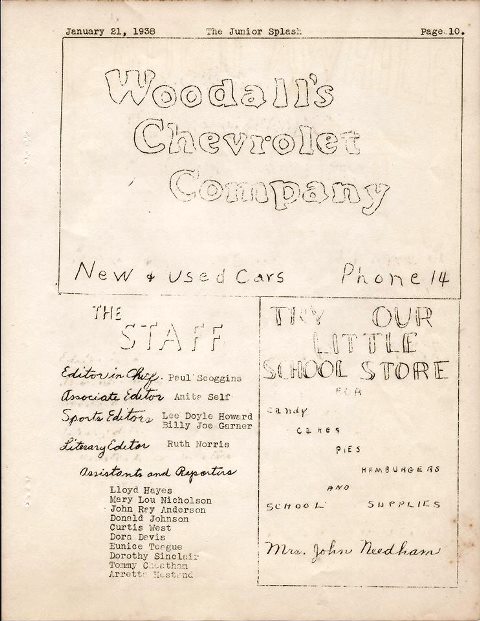 January 21, 1938 The Junior Splash Page 10.
Woodall's
Chevrolet
Company
New & Used Cars Phone 14
THE
STAFF
Editor in Chief. Paul Scoggins
Associate Editor Anita Self
Sports Editors Lee Doyle Howard
Billy Joe Garner
Literary Editor Ruth Norris
Assistants and Reporters
Lloyd Hayes
Mary Lou Nicholson
John Ray Anderson
Donald Johnson
Curtis West
Dora Davis
Eunice Teague
Dorothy Sinclair
Tommy Cheatham
TRY OUR
LITTLE
SCHOOL STORE
FOR
candy
cakes
PIES
HAMBURGERS
AND
SCHOOL SUPPLIES
Mrs. John Needham